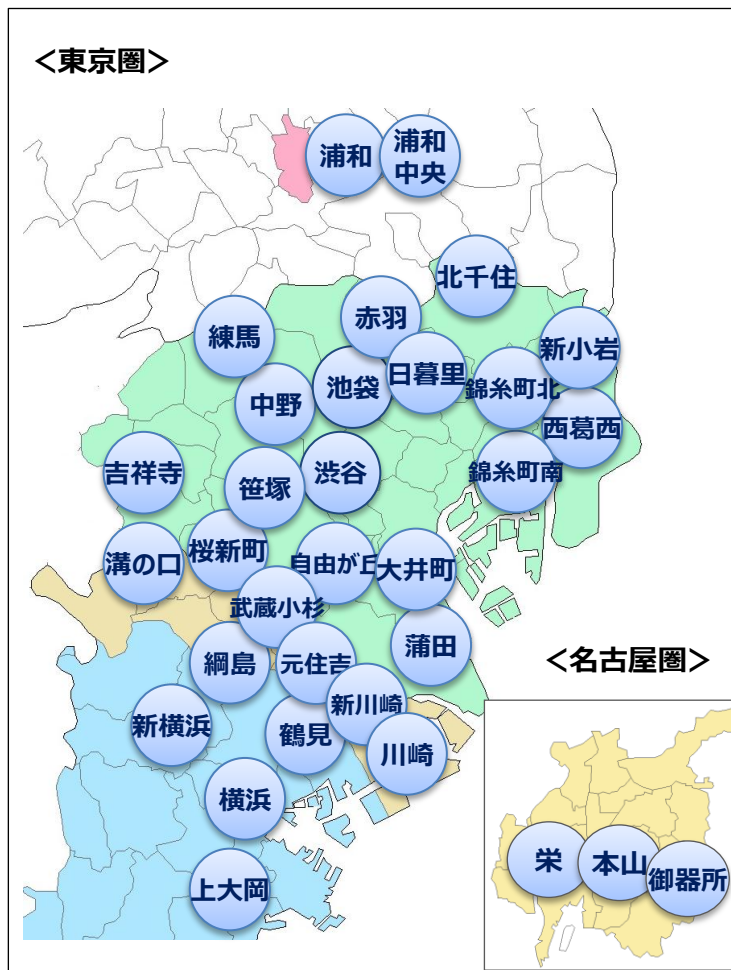 <東京圏>
浦和
浦和
中央
北千住
赤羽
練馬
新小岩
日暮里
池袋
錦糸町北
中野
西葛西
吉祥寺
笹塚
渋谷
錦糸町南
桜新町
溝の口
自由が丘
大井町
武蔵小杉
蒲田
綱島
元住吉
<名古屋圏>
新川崎
新横浜
鶴見
川崎
横浜
上大岡
栄
本山
御器所